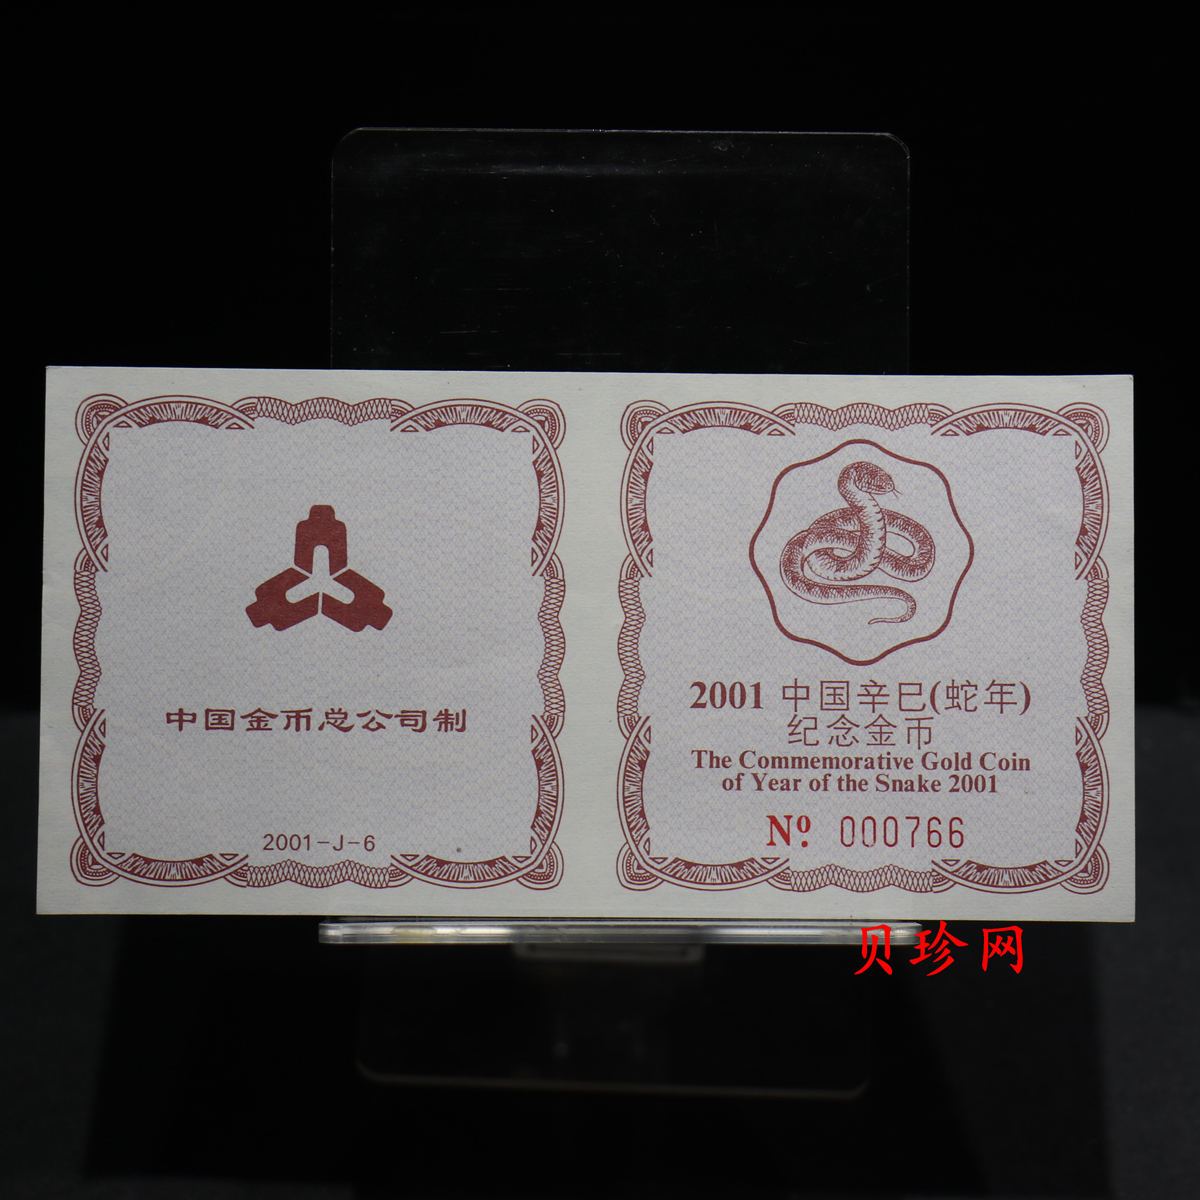 中国金币总公司制
2001-J-6
2001 中国辛巳(蛇年)
纪念金币
The Commemorative Gold Coin
of Year of the Snake 2001
Nº 000766
贝珍网